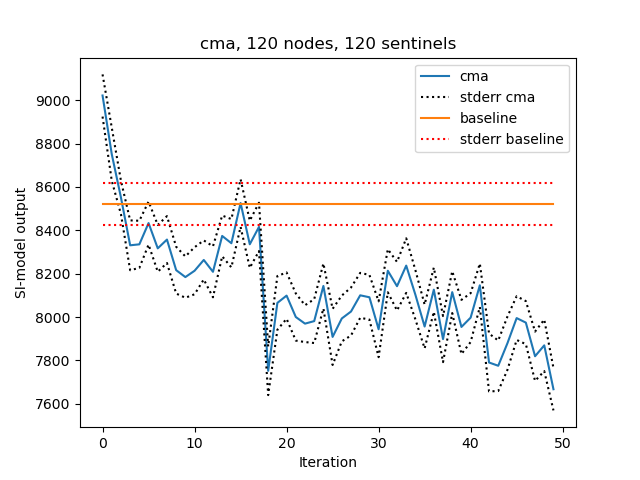 cma, 120 nodes, 120 sentinels
cma
stderr cma
baseline
stderr baseline
SI-model output
9000
8800
8600
8400
8200
8000
7800
7600
0 10 20 30 40 50
Iteration